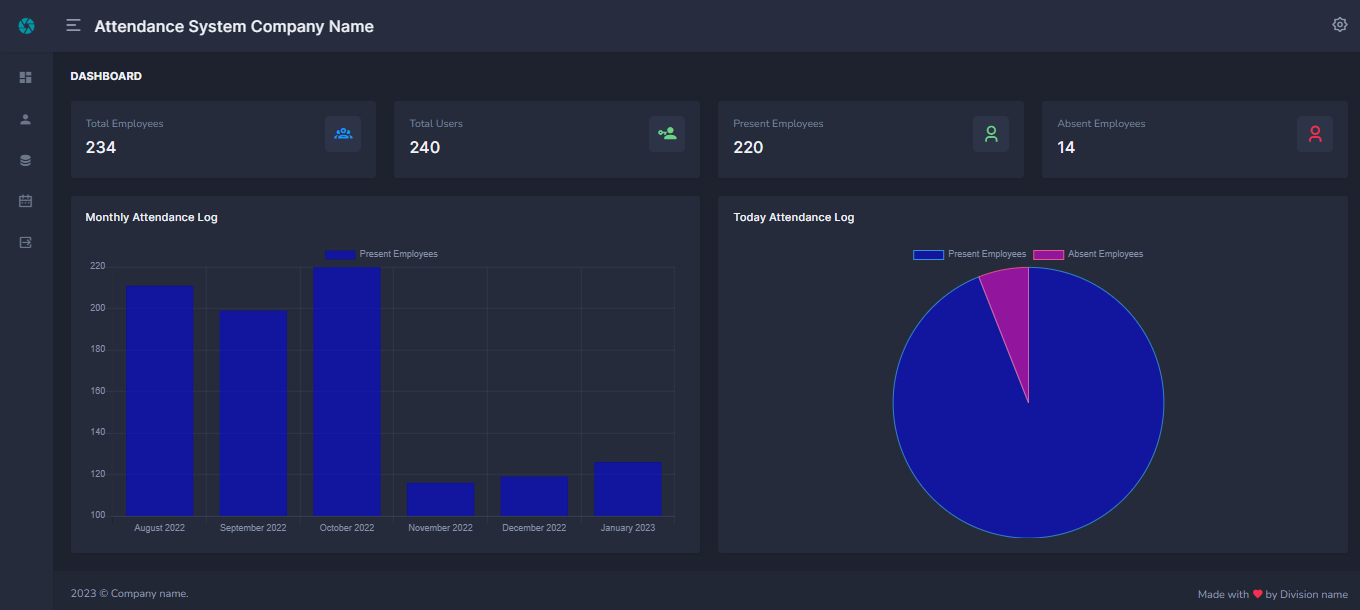 Attendance System Company Name
DASHBOARD
Total Employees
234
Total Users
240
Present Employees
220
Absent Employees
14
Monthly Attendance Log
Present Employees
220
200
180
160
140
120
100
August 2022 September 2022 October 2022 November 2022 December 2022 January 2023
Today Attendance Log
Present Employees Absent Employees
2023 © Company name.
Made with ❤ by Division name